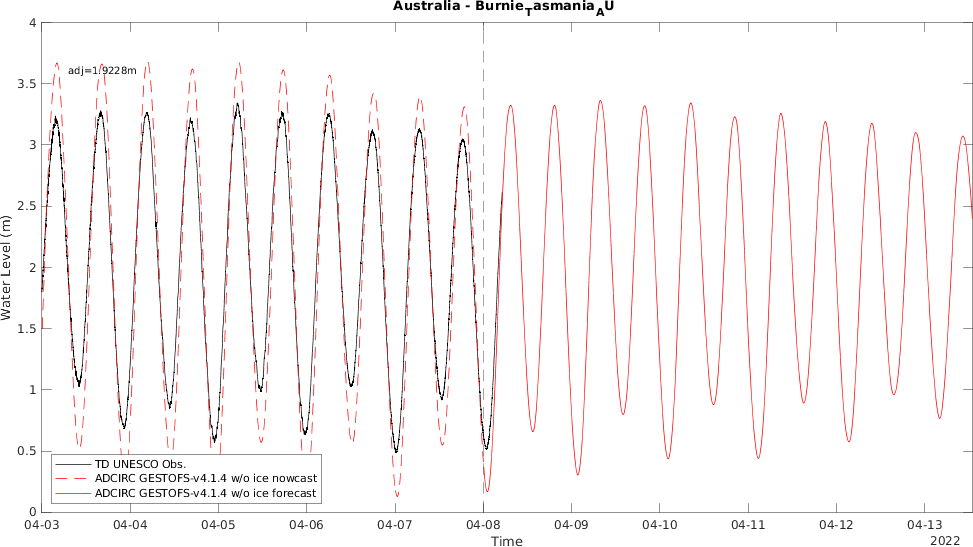 Australia - BurnieTasmaniaAU
4
adj=1.9228m
3.5
3
2.5
2
1.5
1
0.5
0
Water Level (m)
TD UNESCO Obs.
ADCIRC GESTOFS-v4.1.4 w/o ice nowcast
ADCIRC GESTOFS-v4.1.4 w/o ice forecast
04-03 04-04 04-05 04-06 04-07 04-08 04-09 04-10 04-11 04-12 04-13
Time
2022